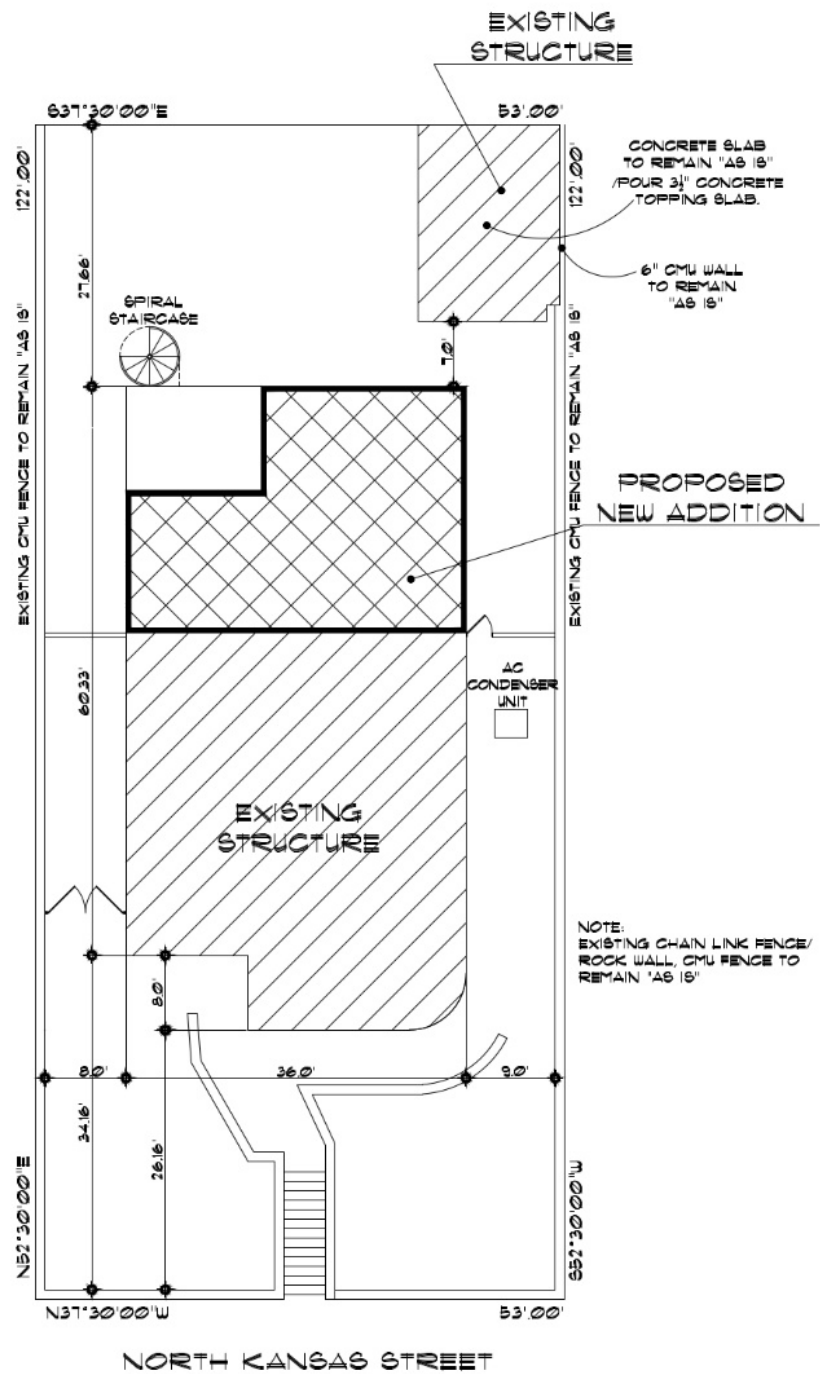 EXISTING
STRUCTURE
S37°30'00"E
53'.00'
122'.00'
122'.00'
CONCRETE SLAB
TO REMAIN "AS IS"
/POUR 3½" CONCRETE
TOPPING SLAB.
27.66'
6" CMU WALL
TO REMAIN
"AS IS"
SPIRAL
STAIRCASE
7.0'
EXISTING CMU FENCE TO REMAIN "AS IS"
EXISTING CMU FENCE TO REMAIN "AS IS"
PROPOSED
NEW ADDITION
60.33'
AC
CONDENSER
UNIT
EXISTING
STRUCTURE
NOTE:
EXISTING CHAIN LINK FENCE/
ROCK WALL, CMU FENCE TO
REMAIN "AS IS"
8.0'
8.0'
36.0'
9.0'
34.16'
26.16'
N52°30'00"E
S52°30'00"W
N37°30'00"W
53'.00'
NORTH KANSAS STREET